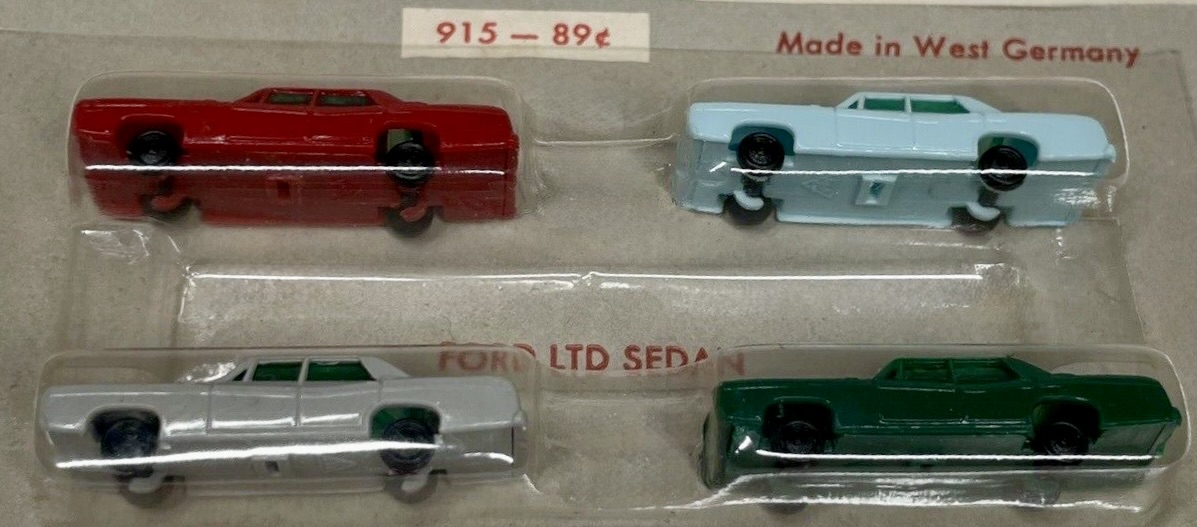 915 — 89¢
Made in West Germany
FORD LTD SEDAN